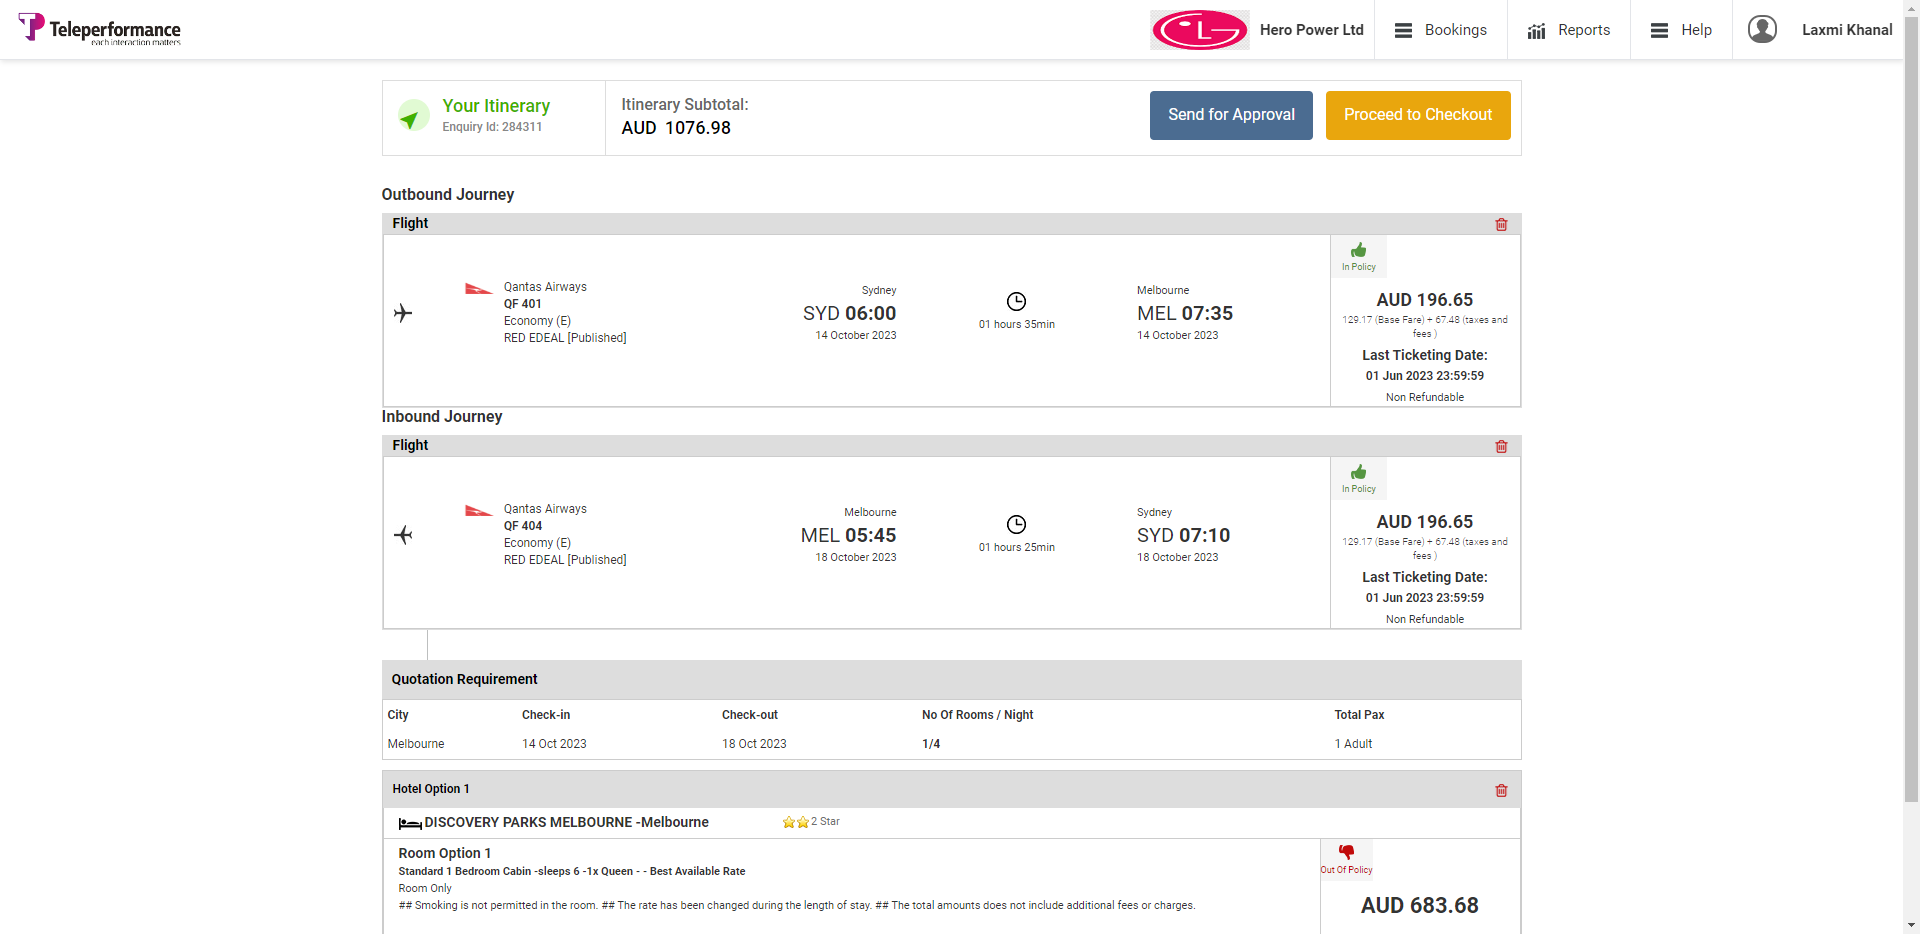 Teleperformance
each interaction matters
LG
Hero Power Ltd
Bookings
Reports
Help
Laxmi Khanal
Your Itinerary
Enquiry Id: 284311
Itinerary Subtotal:
AUD 1076.98
Send for Approval
Proceed to Checkout
Outbound Journey
Flight
Qantas Airways
QF 401
Economy (E)
RED EDEAL [Published]
Sydney
SYD 06:00
14 October 2023
01 hours 35min
Melbourne
MEL 07:35
14 October 2023
In Policy
AUD 196.65
129.17 (Base Fare) + 67.48 (taxes and
fees )
Last Ticketing Date:
01 Jun 2023 23:59:59
Non Refundable
Inbound Journey
Flight
Qantas Airways
QF 404
Economy (E)
RED EDEAL [Published]
Melbourne
MEL 05:45
18 October 2023
01 hours 25min
Sydney
SYD 07:10
18 October 2023
In Policy
AUD 196.65
129.17 (Base Fare) + 67.48 (taxes and
fees )
Last Ticketing Date:
01 Jun 2023 23:59:59
Non Refundable
Quotation Requirement
City Check-in Check-out No Of Rooms / Night Total Pax
Melbourne 14 Oct 2023 18 Oct 2023 1/4 1 Adult
Hotel Option 1
DISCOVERY PARKS MELBOURNE -Melbourne 2 Star
Room Option 1
Standard 1 Bedroom Cabin -sleeps 6 -1x Queen - - Best Available Rate
Room Only
## Smoking is not permitted in the room. ## The rate has been changed during the length of stay. ## The total amounts does not include additional fees or charges.
Out Of Policy
AUD 683.68